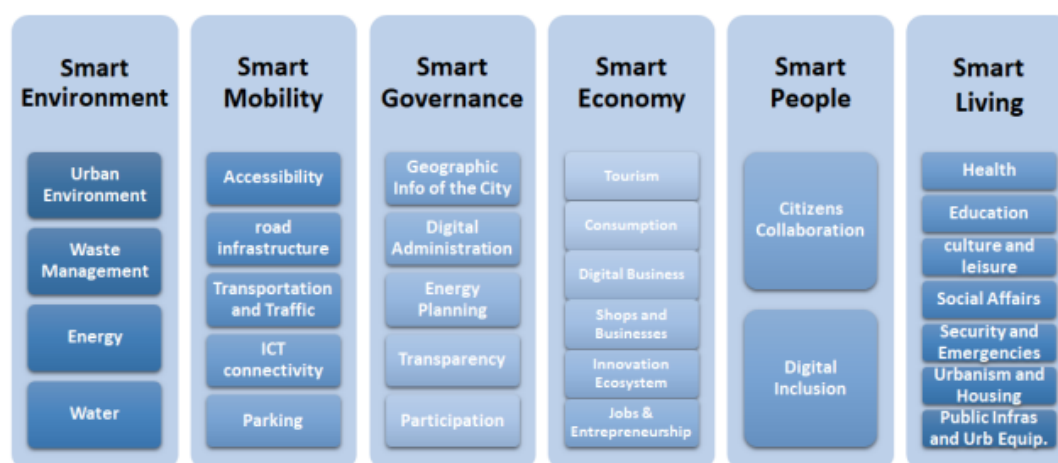 Smart
Environment
Urban
Environment
Waste
Management
Energy
Water
Smart
Mobility
Accessibility
road
infrastructure
Transportation
and Traffic
ICT
connectivity
Parking
Smart
Governance
Geographic
Info of the City
Digital
Administration
Energy
Planning
Transparency
Participation
Smart
Economy
Tourism
Consumption
Digital Business
Shops and
Businesses
Innovation
Ecosystem
Jobs &
Entrepreneurship
Smart
People
Citizens
Collaboration
Digital
Inclusion
Smart
Living
Health
Education
culture and
leisure
Social Affairs
Security and
Emergencies
Urbanism and
Housing
Public Infras
and Urb Equip.